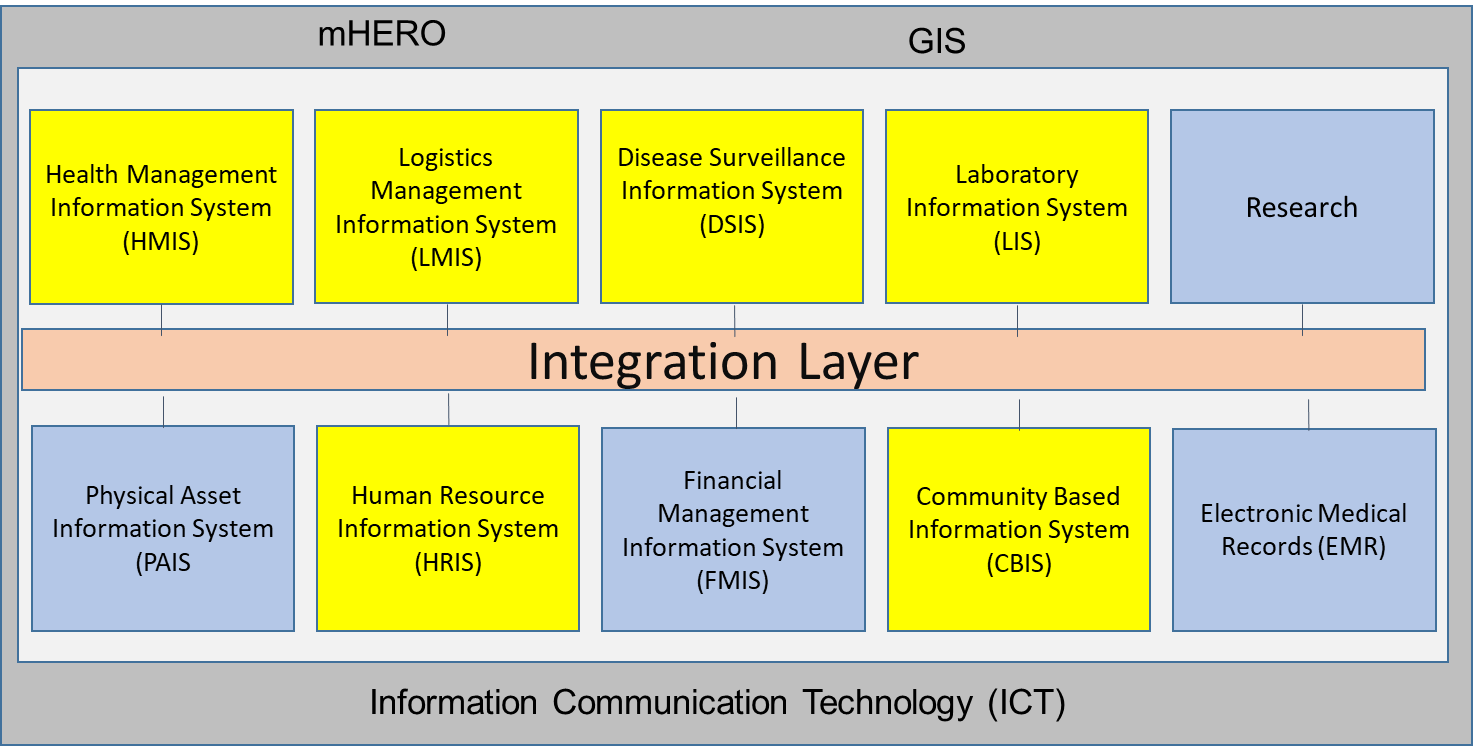 mHERO
GIS
Health Management
Information System
(HMIS)
Logistics
Management
Information System
(LMIS)
Disease Surveillance
Information System
(DSIS)
Laboratory
Information System
(LIS)
Research
Integration Layer
Physical Asset
Information System
(PAIS
Human Resource
Information System
(HRIS)
Financial
Management
Information System
(FMIS)
Community Based
Information System
(CBIS)
Electronic Medical
Records (EMR)
Information Communication Technology (ICT)